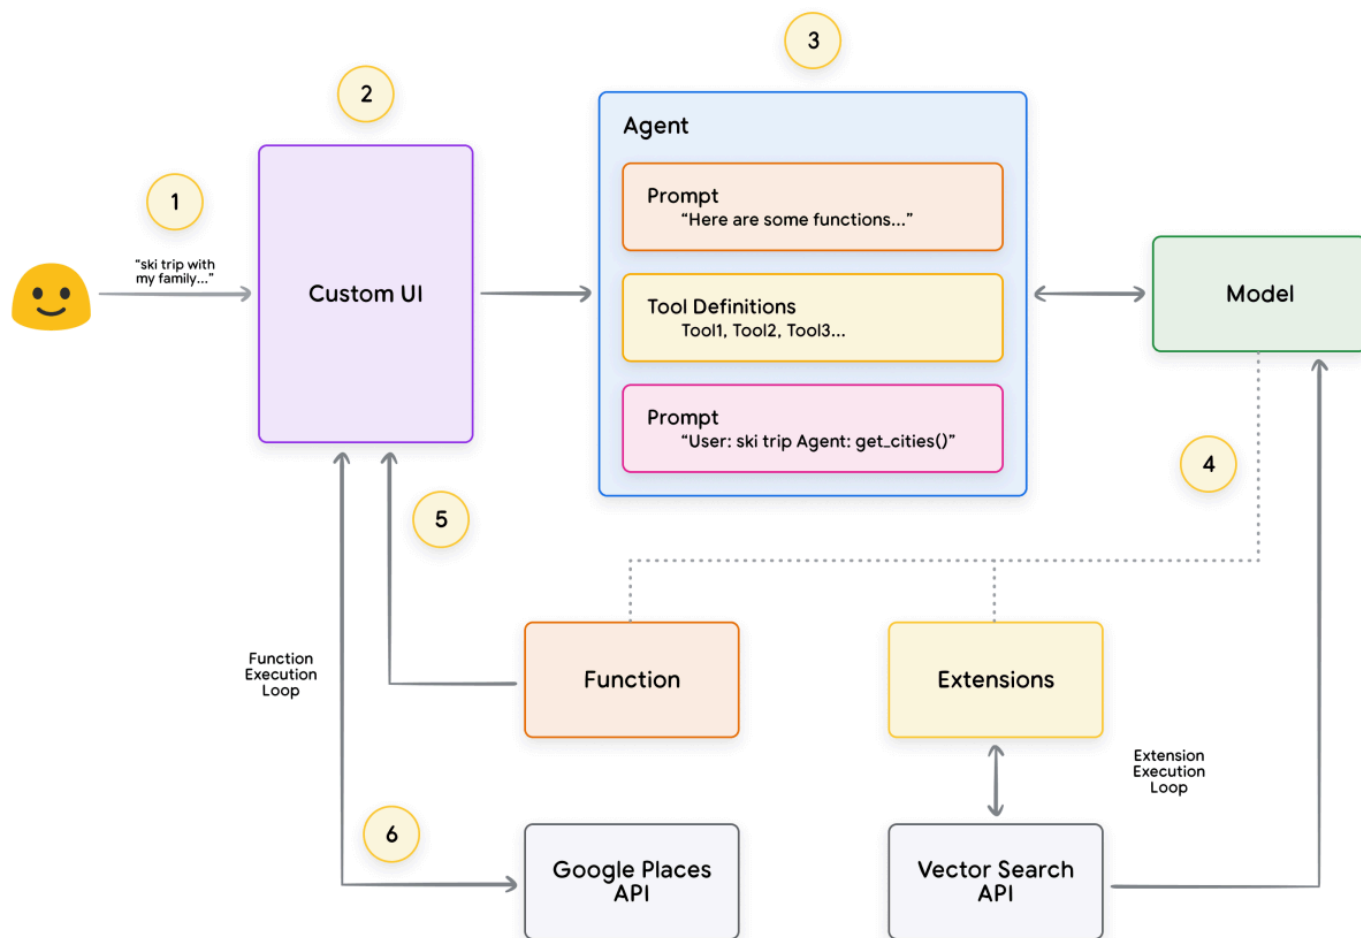 3
2
Agent
1
Prompt
“Here are some functions...”
“ski trip with
my family...”
Custom UI
Tool Definitions
Tool1, Tool2, Tool3...
Model
Prompt
“User: ski trip Agent: get_cities()”
4
5
Function
Execution
Loop
Function
Extensions
Extension
Execution
Loop
6
Google Places
API
Vector Search
API